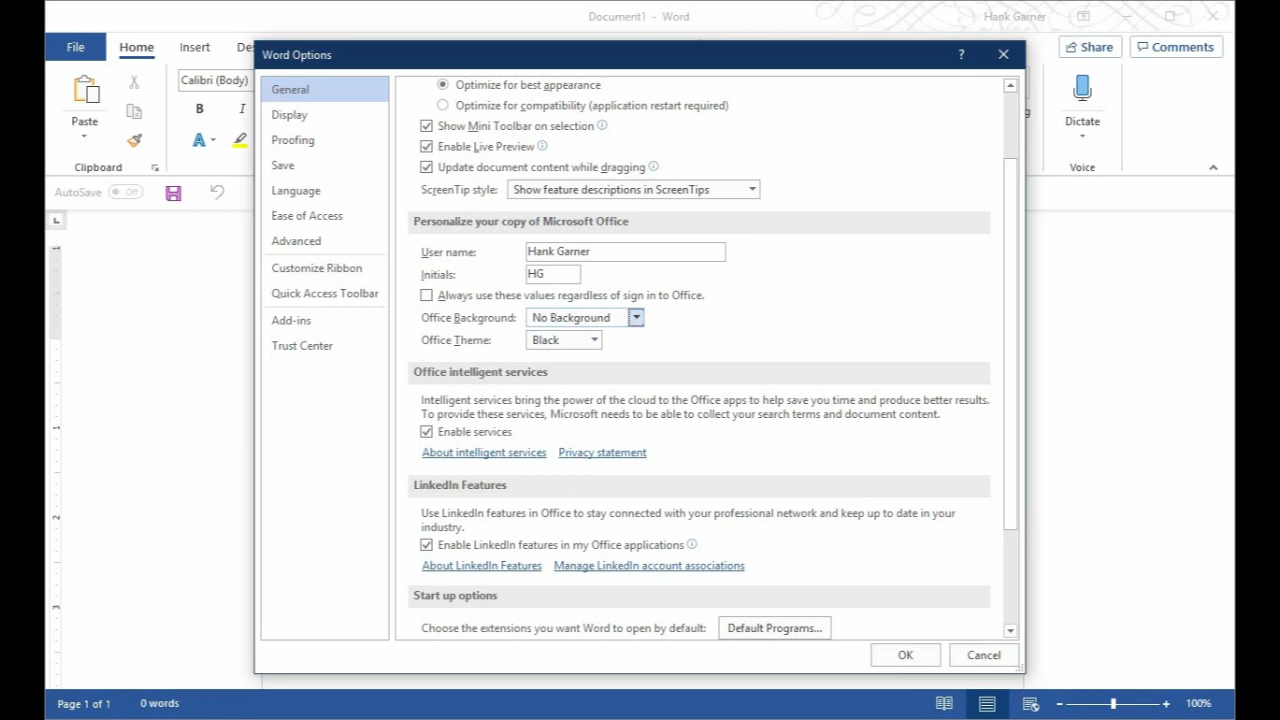 Document1 - Word
Hank Garner
File
Home
Insert
De
Share
Comments
Paste
Calibri (Body)
B
I
A
Clipboard
Dictate
Voice
AutoSave
Off
Word Options
?
General
Display
Proofing
Save
Language
Ease of Access
Advanced
Customize Ribbon
Quick Access Toolbar
Add-ins
Trust Center
Optimize for best appearance
Optimize for compatibility (application restart required)
Show Mini Toolbar on selection
Enable Live Preview
Update document content while dragging
ScreenTip style: Show feature descriptions in ScreenTips
Personalize your copy of Microsoft Office
User name: Hank Garner
Initials: HG
Always use these values regardless of sign in to Office.
Office Background: No Background
Office Theme: Black
Office intelligent services
Intelligent services bring the power of the cloud to the Office apps to help save you time and produce better results.
To provide these services, Microsoft needs to be able to collect your search terms and document content.
Enable services
About intelligent services Privacy statement
LinkedIn Features
Use LinkedIn features in Office to stay connected with your professional network and keep up to date in your
industry.
Enable LinkedIn features in my Office applications
About LinkedIn Features Manage LinkedIn account associations
Start up options
Choose the extensions you want Word to open by default: Default Programs...
OK
Cancel
1
1
2
3
Page 1 of 1
0 words
100%